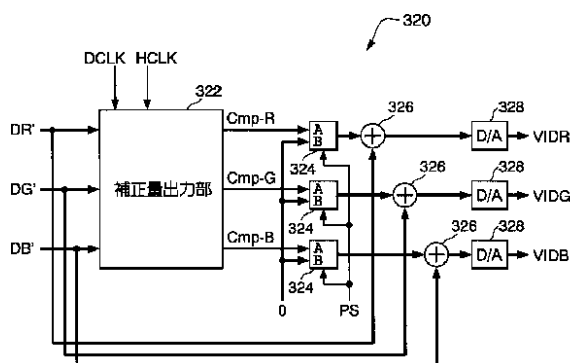 320
DCLK HCLK
322
326
328
DR'
Cmp-R
A
B
D/A
VIDR
324
326
328
DG'
補正量出力部
Cmp-G
A
B
D/A
VIDG
324
326
328
DB'
Cmp-B
A
B
D/A
VIDB
324
0
PS